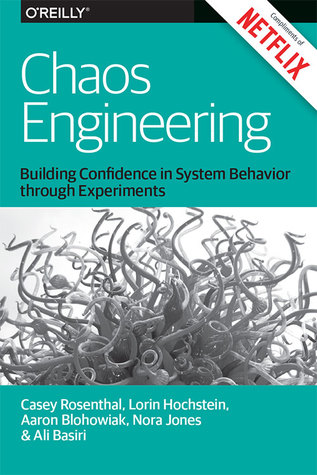 O'REILLY®
Compliments of
NETFLIX
Chaos
Engineering
Building Confidence in System Behavior
through Experiments
Casey Rosenthal, Lorin Hochstein,
Aaron Blohowiak, Nora Jones
& Ali Basiri